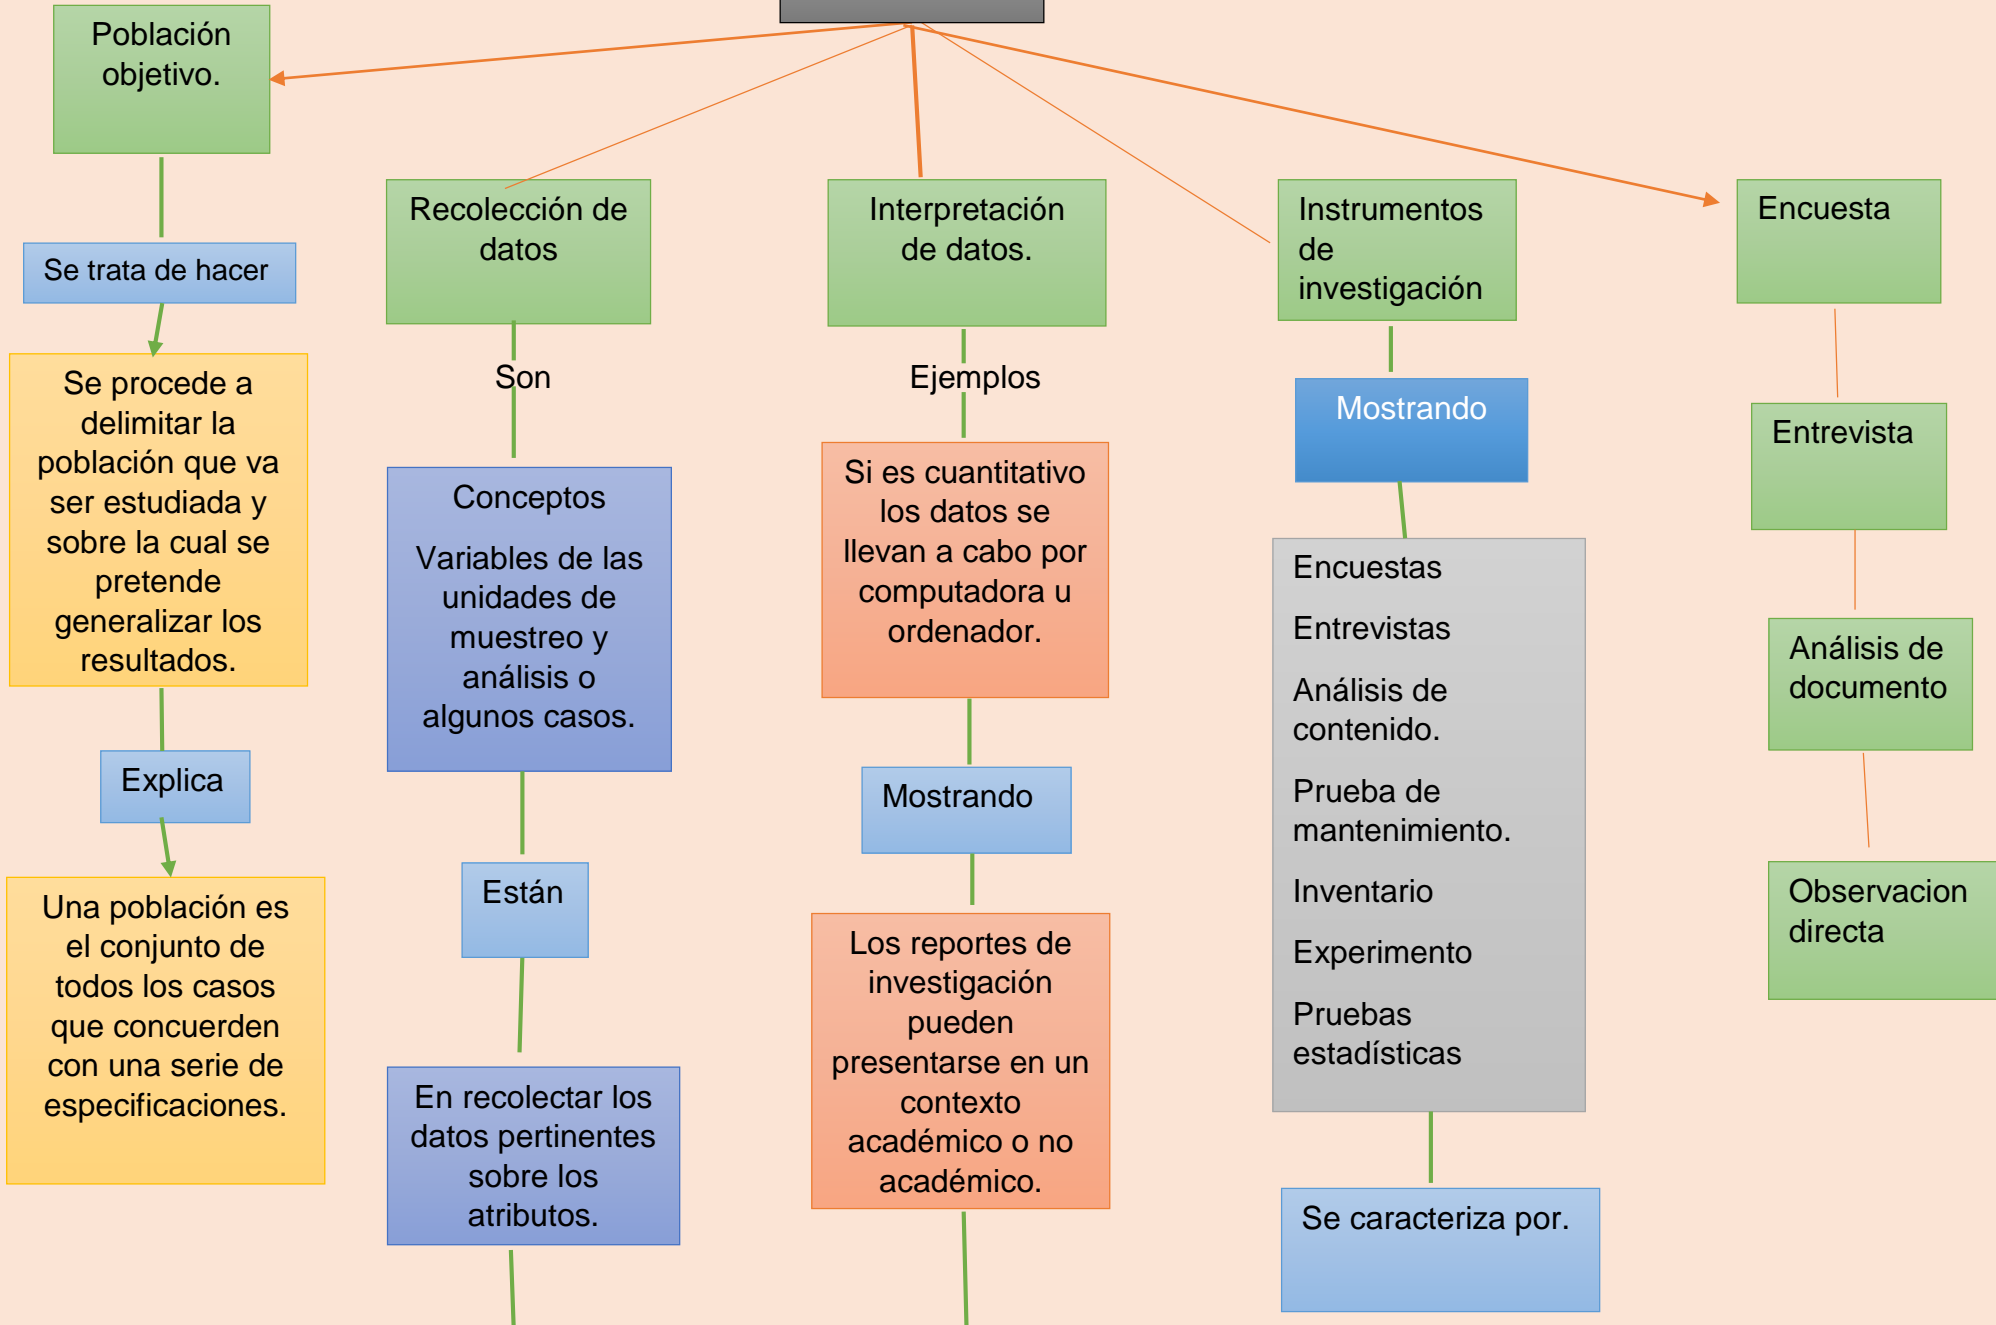 Población
objetivo.
Se trata de hacer
Se procede a
delimitar la
población que va
ser estudiada y
sobre la cual se
pretende
generalizar los
resultados.
Explica
Una población es
el conjunto de
todos los casos
que concuerden
con una serie de
especificaciones.
Recolección de
datos
Son
Conceptos
Variables de las
unidades de
muestreo y
análisis o
algunos casos.
Están
En recolectar los
datos pertinentes
sobre los
atributos.
Interpretación
de datos.
Ejemplos
Si es cuantitativo
los datos se
llevan a cabo por
computadora u
ordenador.
Mostrando
Los reportes de
investigación
pueden
presentarse en un
contexto
académico o no
académico.
Instrumentos
de
investigación
Mostrando
Encuestas
Entrevistas
Análisis de
contenido.
Prueba de
mantenimiento.
Inventario
Experimento
Pruebas
estadísticas
Se caracteriza por.
Encuesta
Entrevista
Análisis de
documento
Observacion
directa